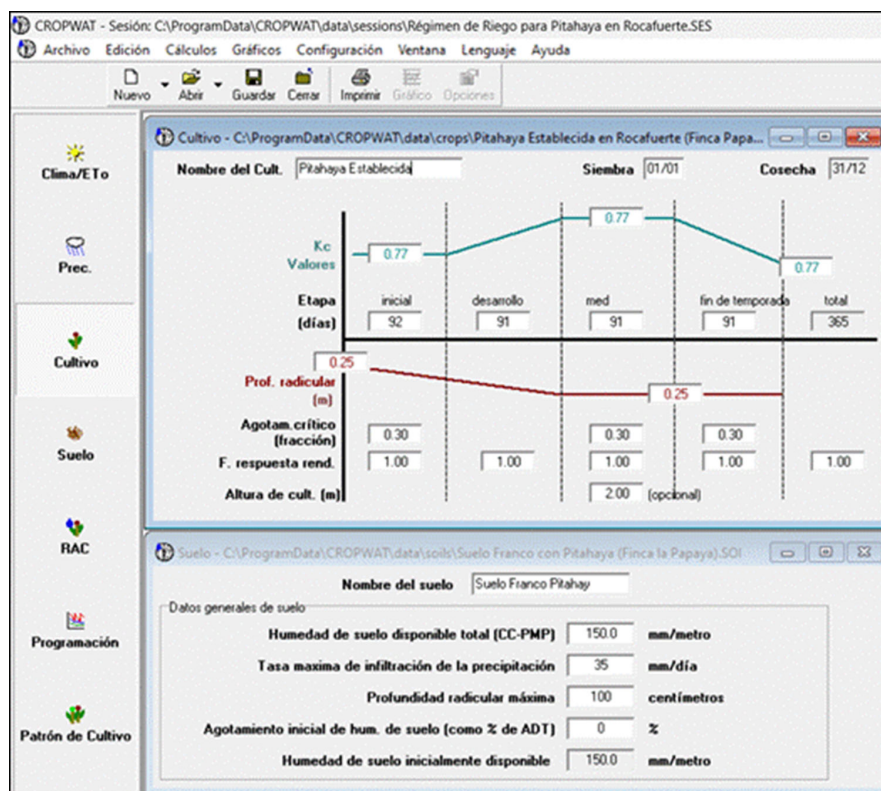 CROPWAT - Sesión: C:\ProgramData\CROPWAT\data\sessions\Régimen de Riego para Pitahaya en Rocafuerte.SES
Archivo Edición Cálculos Gráficos Configuración Ventana Lenguaje Ayuda
Nuevo Abrir Guardar Cerrar Imprimir Gráfico Opciones
Clima/ETo
Prec.
Cultivo
Suelo
RAC
Programación
Patrón de Cultivo
Cultivo - C:\ProgramData\CROPWAT\data\crops\Pitahaya Establecida en Rocafuerte (Finca Papa...
Nombre del Cult. Pitahaya Establecida Siembra 01/01 Cosecha 31/12
Kc Valores 0.77 0.77 0.77
Etapa inicial desarrollo med fin de temporada total
(días) 92 91 91 91 365
0.25
Prof. radicular (m) 0.25
Agotam.crítico (fracción) 0.30 0.30 0.30
F. respuesta rend. 1.00 1.00 1.00 1.00 1.00
Altura de cult. (m) 2.00 (opcional)
Suelo - C:\ProgramData\CROPWAT\data\soils\Suelo Franco con Pitahaya (Finca la Papaya).SOI
Nombre del suelo Suelo Franco Pitahay
Datos generales de suelo
Humedad de suelo disponible total (CC-PMP) 150.0 mm/metro
Tasa maxima de infiltración de la precipitación 35 mm/día
Profundidad radicular máxima 100 centímetros
Agotamiento inicial de hum. de suelo (como % de ADT) 0 %
Humedad de suelo inicialmente disponible 150.0 mm/metro